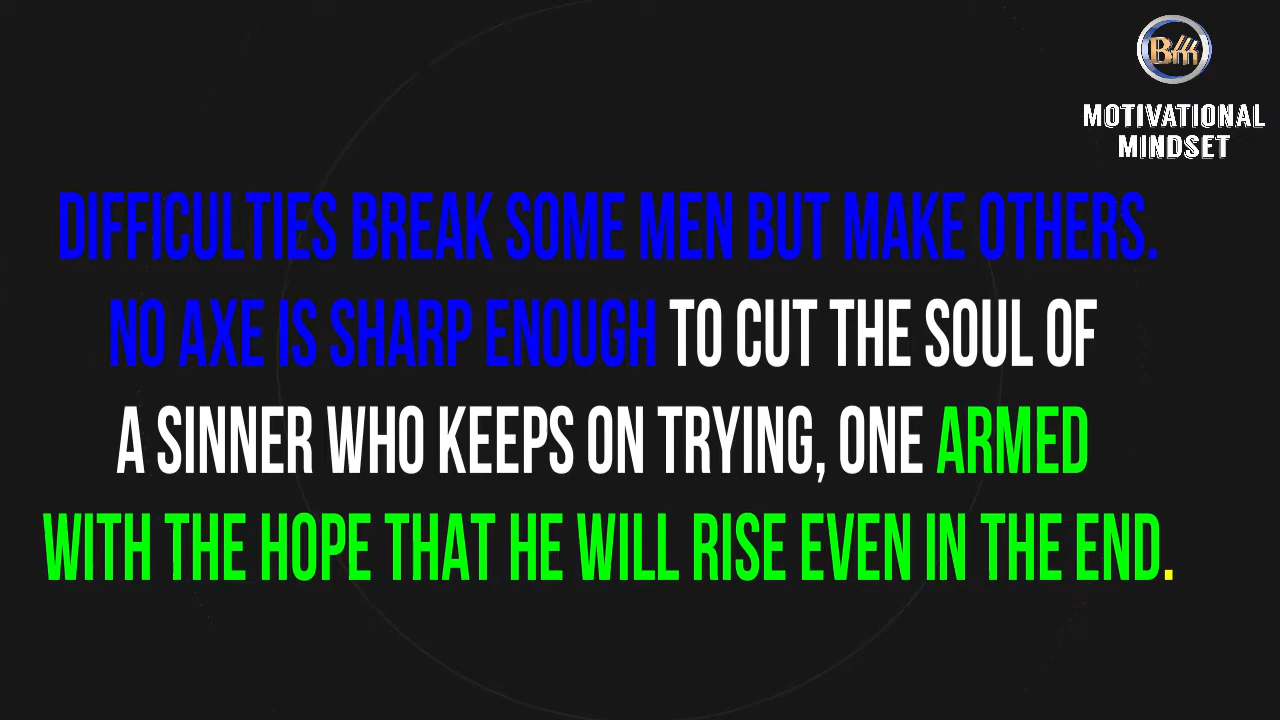 Bm
MOTIVATIONAL
MINDSET
DIFFICULTIES BREAK SOME MEN BUT MAKE OTHERS.
NO AXE IS SHARP ENOUGH TO CUT THE SOUL OF
A SINNER WHO KEEPS ON TRYING, ONE ARMED
WITH THE HOPE THAT HE WILL RISE EVEN IN THE END.